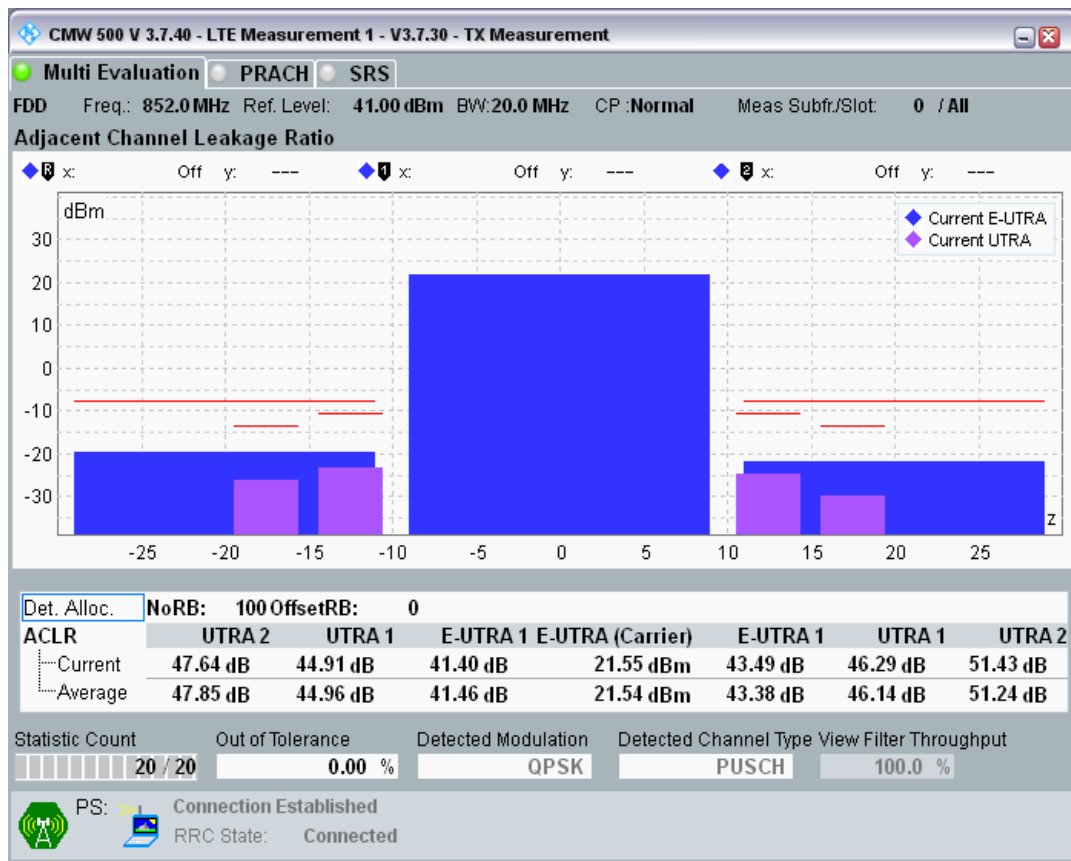 CMW 500 V 3.7.40 - LTE Measurement 1 - V3.7.30 - TX Measurement
Multi Evaluation PRACH SRS
FDD Freq.: 852.0 MHz Ref. Level: 41.00 dBm BW:20.0 MHz CP :Normal Meas Subfr./Slot: 0 / All
Adjacent Channel Leakage Ratio
R x: Off y: --- 1 x: Off y: --- 2 x: Off y: ---
dBm
Current E-UTRA
Current UTRA
30
20
10
0
-10
-20
-30
z
-25 -20 -15 -10 -5 0 5 10 15 20 25
Det. Alloc. NoRB: 100 OffsetRB: 0
ACLR UTRA 2 UTRA 1 E-UTRA 1 E-UTRA (Carrier) E-UTRA 1 UTRA 1 UTRA 2
Current 47.64 dB 44.91 dB 41.40 dB 21.55 dBm 43.49 dB 46.29 dB 51.43 dB
Average 47.85 dB 44.96 dB 41.46 dB 21.54 dBm 43.38 dB 46.14 dB 51.24 dB
Statistic Count Out of Tolerance Detected Modulation Detected Channel Type View Filter Throughput
20 / 20 0.00 % QPSK PUSCH 100.0 %
PS: Connection Established
RRC State: Connected